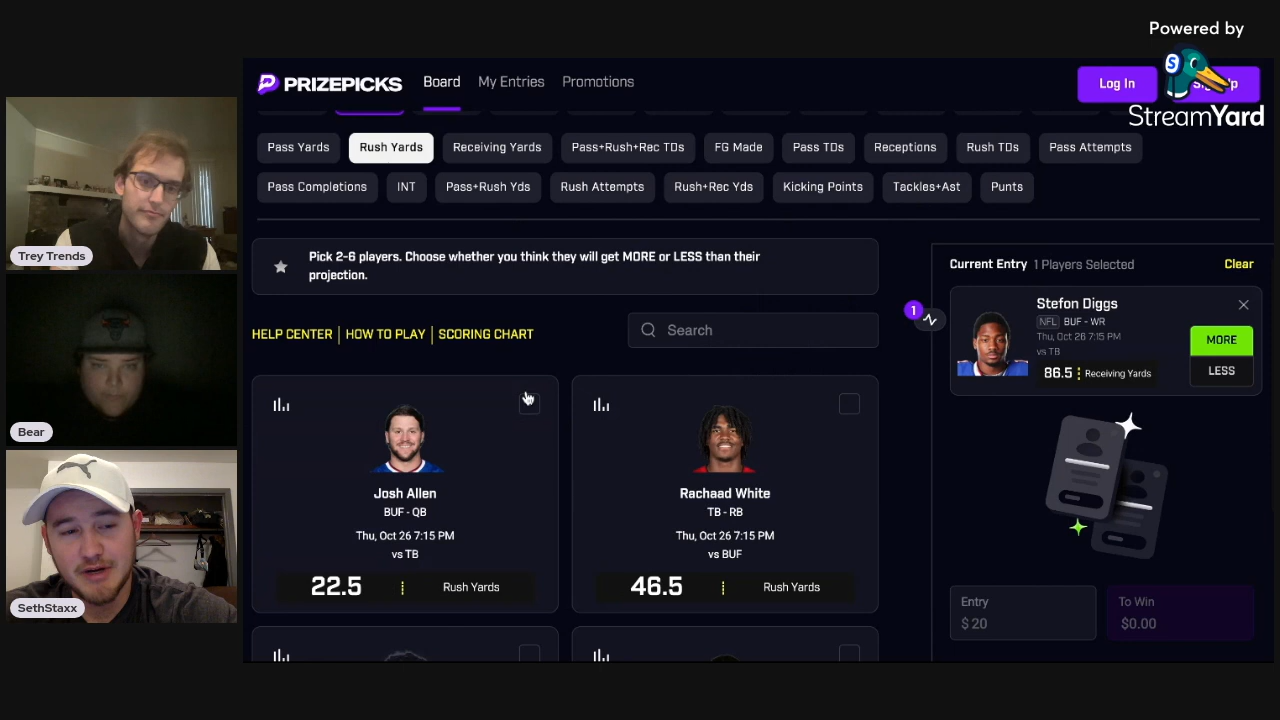 Powered by
StreamYard
PRIZEPICKS
Board
My Entries
Promotions
Log In
Pass Yards
Rush Yards
Receiving Yards
Pass+Rush+Rec TDs
FG Made
Pass TDs
Receptions
Rush TDs
Pass Attempts
Pass Completions
INT
Pass+Rush Yds
Rush Attempts
Rush+Rec Yds
Kicking Points
Tackles+Ast
Punts
Pick 2-6 players. Choose whether you think they will get MORE or LESS than their
projection.
HELP CENTER | HOW TO PLAY | SCORING CHART
Search
Josh Allen
BUF - QB
Thu, Oct 26 7:15 PM
vs TB
22.5
Rush Yards
Rachaad White
TB - RB
Thu, Oct 26 7:15 PM
vs BUF
46.5
Rush Yards
Current Entry 1 Players Selected
Clear
1
Stefon Diggs
NFL BUF - WR
Thu, Oct 26 7:15 PM
vs TB
86.5 Receiving Yards
MORE
LESS
Entry
$ 20
To Win
$0.00
Trey Trends
Bear
SethStaxx